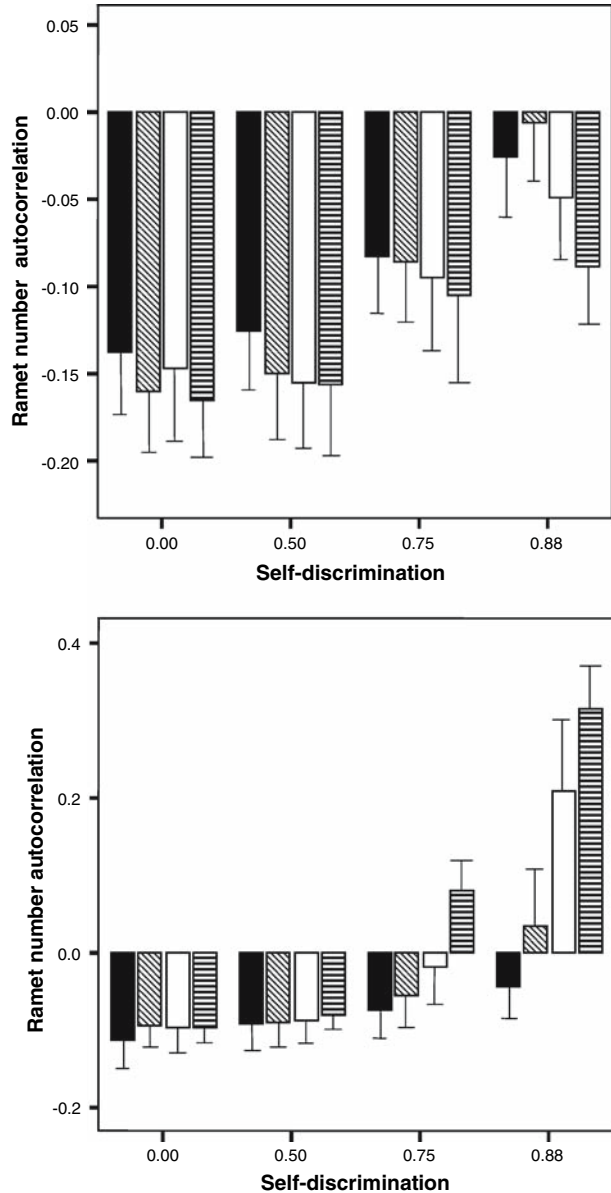 Ramet number autocorrelation
0.05
0.00
-0.05
-0.10
-0.15
-0.20
0.00 0.50 0.75 0.88
Self-discrimination
Ramet number autocorrelation
0.4
0.2
0.0
-0.2
0.00 0.50 0.75 0.88
Self-discrimination